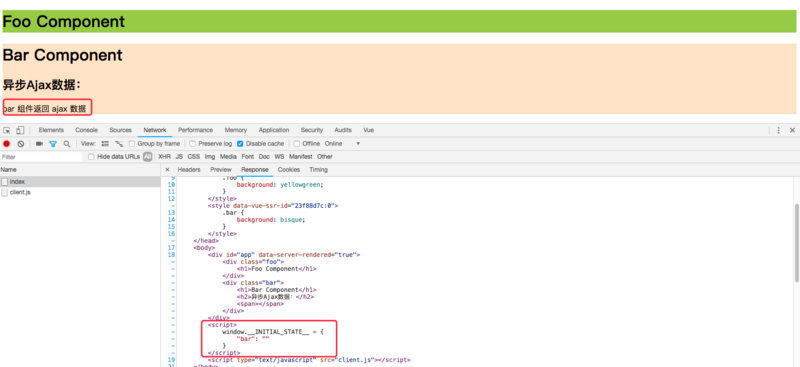 Foo Component
Bar Component
异步Ajax数据：
bar 组件返回 ajax 数据
Elements Console Sources Network Performance Memory Application Security Audits Vue
View: Group by frame Preserve log Disable cache Offline Online
Filter Hide data URLs All XHR JS CSS Img Media Font Doc WS Manifest Other
Name × Headers Preview Response Cookies Timing
index
client.js
9 .foo {
10 background: yellowgreen;
11 }
12 </style>
- <style data-vue-ssr-id="23f88d7c:0">
13 .bar {
14 background: bisque;
15 }
16 </style>
- </head>
17 <body>
18 <div id="app" data-server-rendered="true">
- <div class="foo">
- <h1>Foo Component</h1>
- </div>
- <div class="bar">
- <h1>Bar Component</h1>
- <h2>异步Ajax数据：</h2>
- <span></span>
- </div>
- </div>
- <script>
- window.__INITIAL_STATE__ = {
- "bar": ""
- }
- </script>
19 <script type="text/javascript" src="client.js"></script>